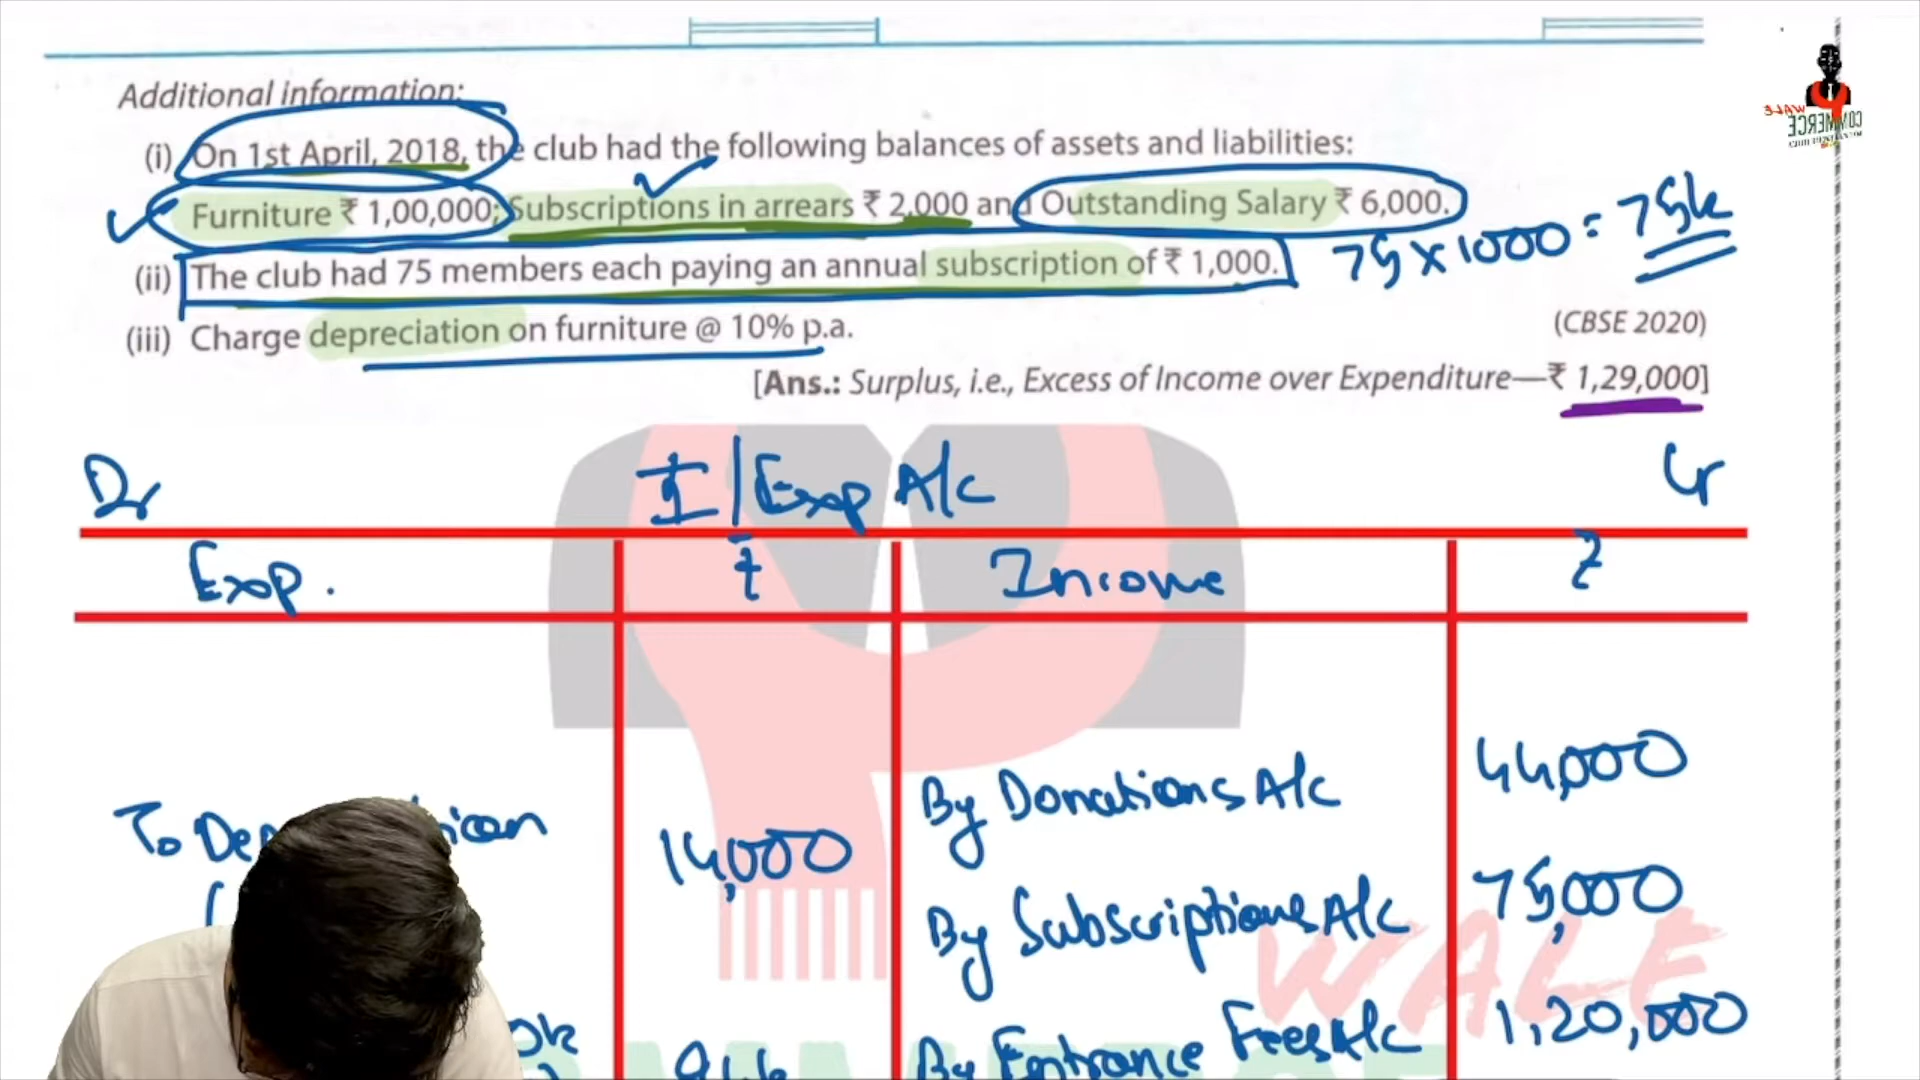 Additional information:
(i) On 1st April, 2018, the club had the following balances of assets and liabilities:
Furniture ₹ 1,00,000; Subscriptions in arrears ₹ 2,000 and Outstanding Salary ₹ 6,000.
75 x 1000 = 75k
(ii) The club had 75 members each paying an annual subscription of ₹ 1,000.
(iii) Charge depreciation on furniture @ 10% p.a.
(CBSE 2020)
[Ans.: Surplus, i.e., Excess of Income over Expenditure—₹ 1,29,000]
Dr I/Exp A/c Cr
Exp. ₹ Income ₹
By Donations A/c 44,000
To 14,000
By Subscriptions A/c 75,000
By Entrance Fees A/c 1,20,000
COMMERCE
WALE
WALE